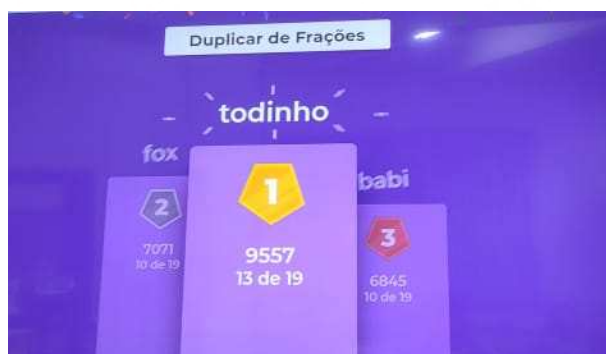 Duplicar de Frações
todinho
fox
babi
1
2
3
9557
13 de 19
7071
10 de 19
6845
10 de 19